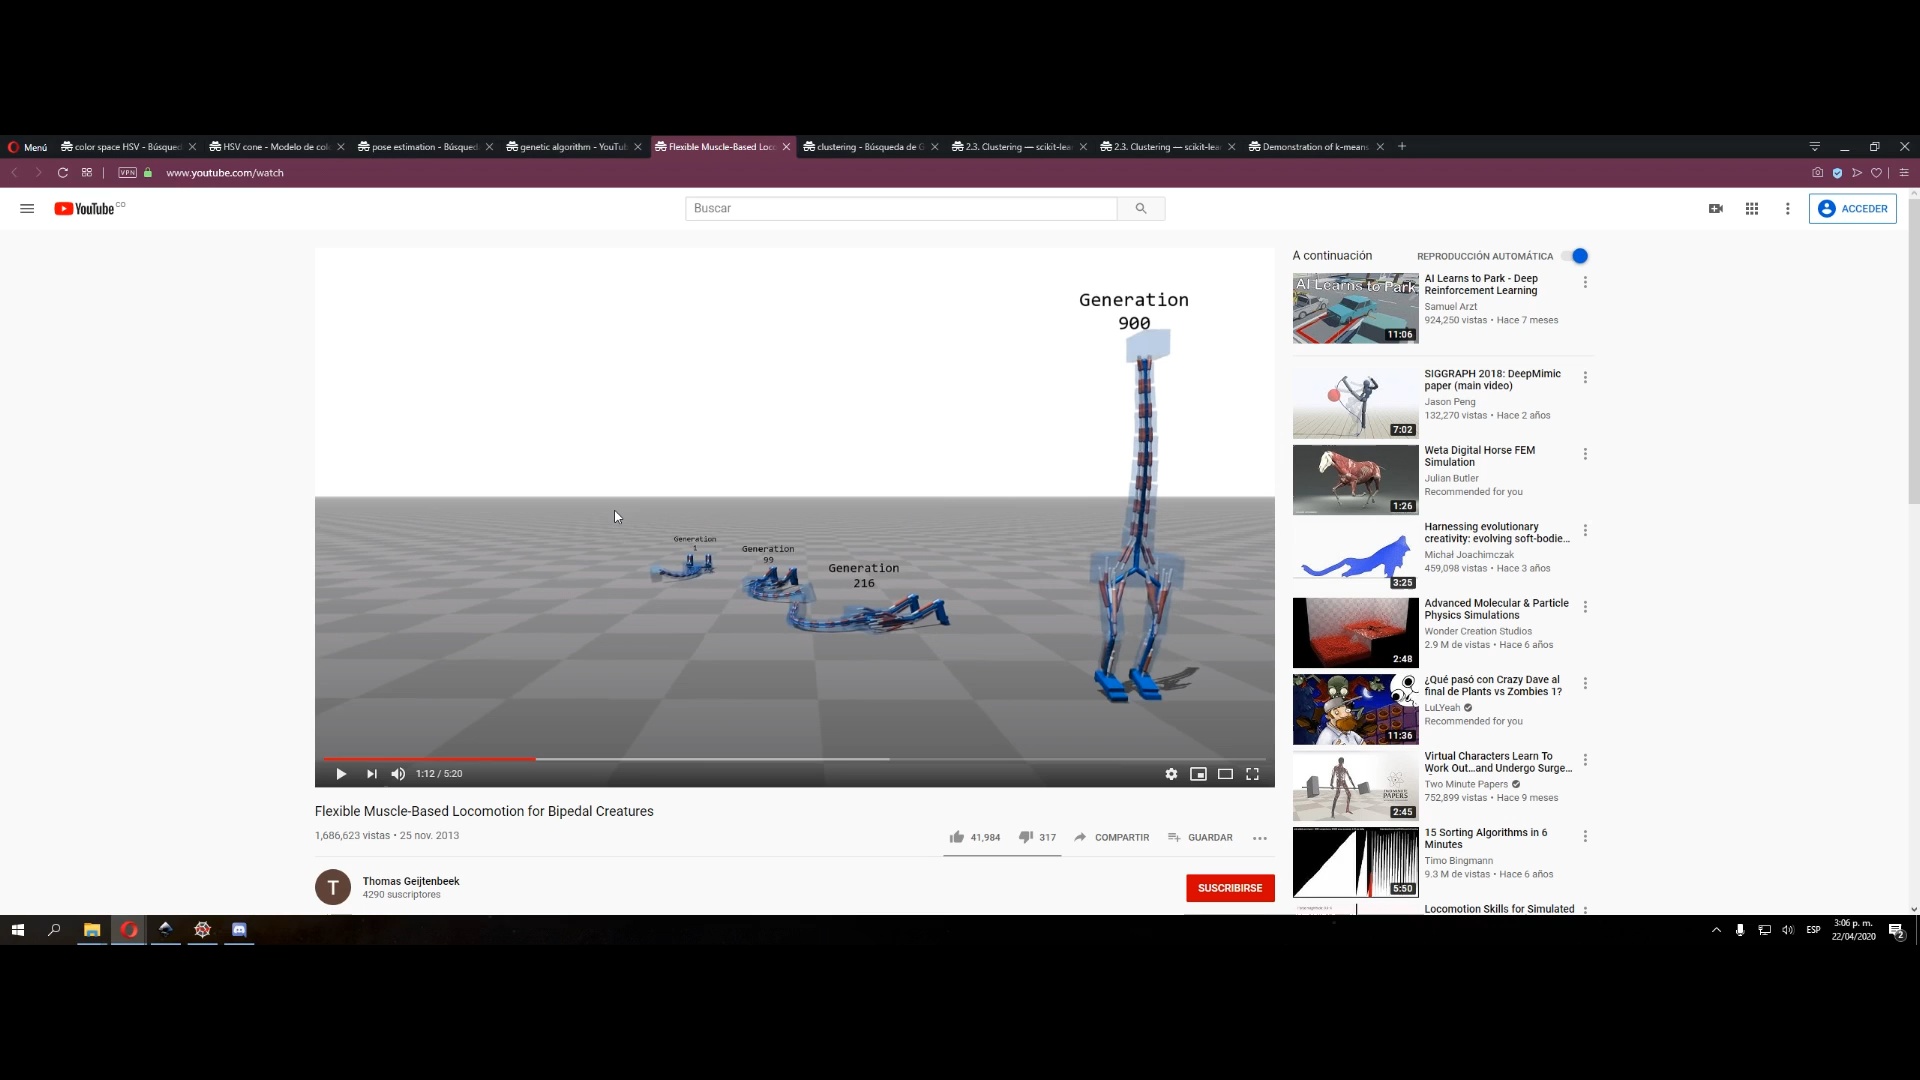 Menú
color space HSV - Búsqued
HSV cone - Modelo de col
pose estimation - Búsqued
genetic algorithm - YouTub
Flexible Muscle-Based Loc
clustering - Búsqueda de G
2.3. Clustering — scikit-lea
2.3. Clustering — scikit-lea
Demonstration of k-means
VPN
www.youtube.com/watch
YouTube CO
Buscar
ACCEDER
Generation
900
Generation
1
Generation
99
Generation
216
1:12 / 5:20
Flexible Muscle-Based Locomotion for Bipedal Creatures
1,686,623 vistas • 25 nov. 2013
41,984
317
COMPARTIR
GUARDAR
T
Thomas Geijtenbeek
4290 suscriptores
SUSCRIBIRSE
A continuación
REPRODUCCIÓN AUTOMÁTICA
AI Learns to Park
11:06
AI Learns to Park - Deep
Reinforcement Learning
Samuel Arzt
924,250 vistas • Hace 7 meses
7:02
SIGGRAPH 2018: DeepMimic
paper (main video)
Jason Peng
132,270 vistas • Hace 2 años
1:26
Weta Digital Horse FEM
Simulation
Julian Butler
Recommended for you
3:25
Harnessing evolutionary
creativity: evolving soft-bodie...
Michał Joachimczak
459,098 vistas • Hace 3 años
2:48
Advanced Molecular & Particle
Physics Simulations
Wonder Creation Studios
2.9 M de vistas • Hace 6 años
11:36
¿Qué pasó con Crazy Dave al
final de Plants vs Zombies 1?
LuLYeah
Recommended for you
PAPERS
2:45
Virtual Characters Learn To
Work Out...and Undergo Surge...
Two Minute Papers
752,899 vistas • Hace 9 meses
5:50
15 Sorting Algorithms in 6
Minutes
Timo Bingmann
9.3 M de vistas • Hace 6 años
Locomotion Skills for Simulated
ESP
3:06 p. m.
22/04/2020
2